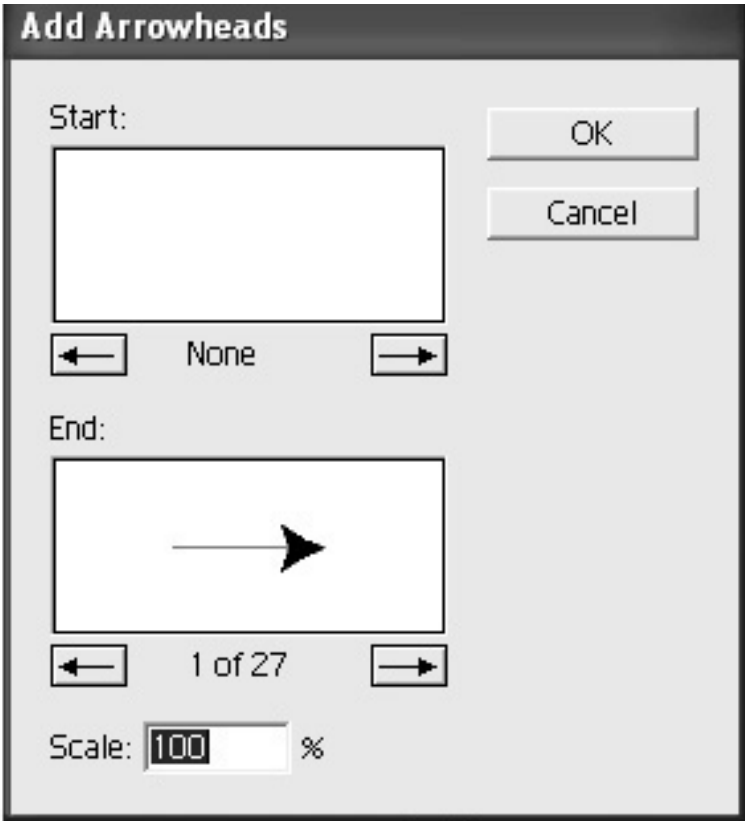 Add Arrowheads
Start:
OK
Cancel
None
End:
1 of 27
Scale: 100 %